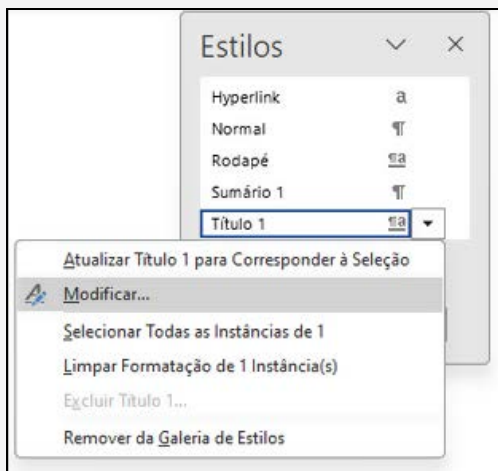 Estilos
Hyperlink a
Normal ¶
Rodapé ¶a
Sumário 1 ¶
Título 1 ¶a
Atualizar Título 1 para Corresponder à Seleção
Modificar...
Selecionar Todas as Instâncias de 1
Limpar Formatação de 1 Instância(s)
Excluir Título 1...
Remover da Galeria de Estilos